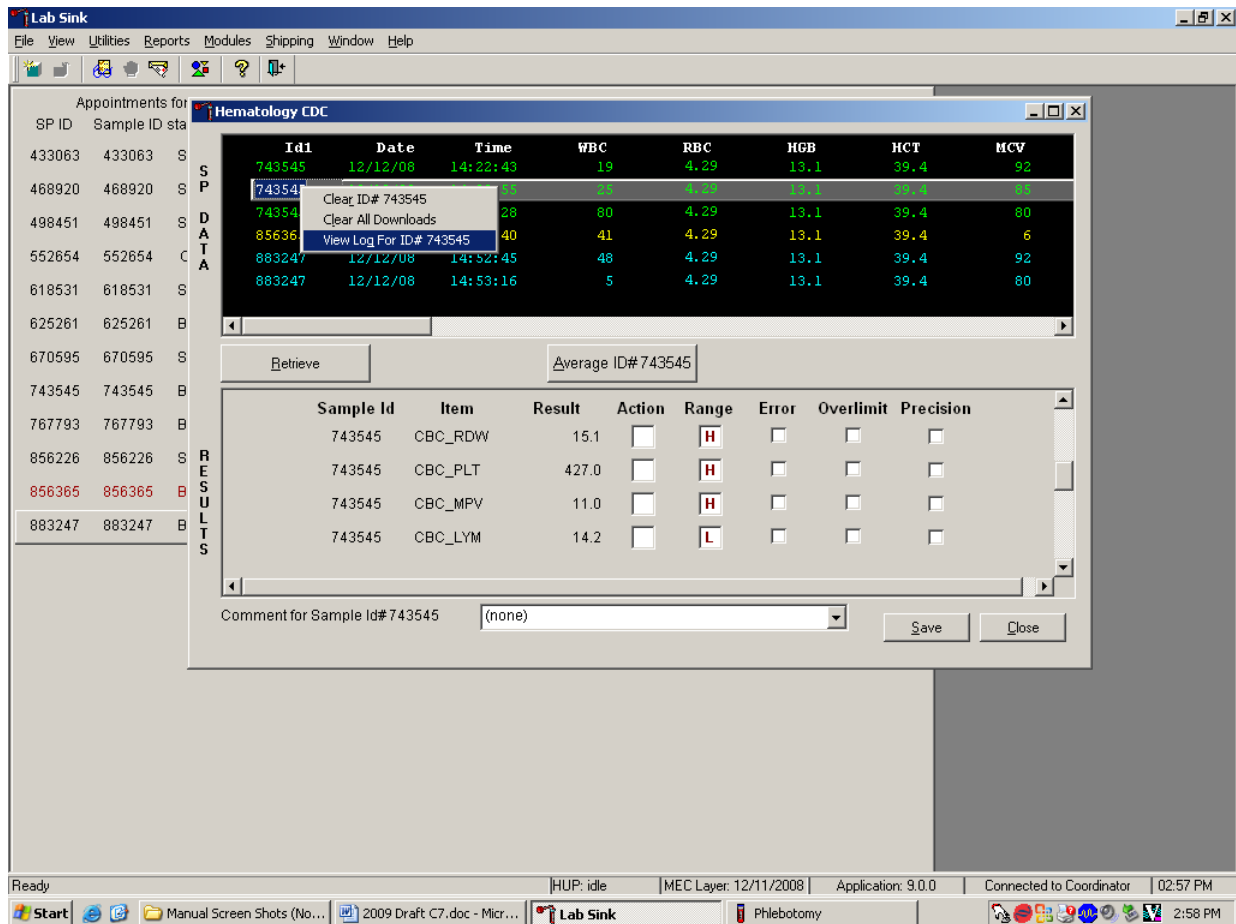 Lab Sink
File View Utilities Reports Modules Shipping Window Help
Appointments for
SP ID Sample ID sta
433063 433063 S
468920 468920 S
498451 498451 S
552654 552654 C
618531 618531 S
625261 625261 B
670595 670595 S
743545 743545 B
767793 767793 B
856226 856226 S
856365 856365 B
883247 883247 B
Hematology CDC
SP DATA
Id1 Date Time WBC RBC HGB HCT MCV
743545 12/12/08 14:22:43 19 4.29 13.1 39.4 92
743545 55 25 4.29 13.1 39.4 85
74354 28 80 4.29 13.1 39.4 80
85636 40 41 4.29 13.1 39.4 6
883247 12/12/08 14:52:45 48 4.29 13.1 39.4 92
883247 12/12/08 14:53:16 5 4.29 13.1 39.4 80
Clear ID# 743545
Clear All Downloads
View Log For ID# 743545
Retrieve Average ID#743545
RESULTS
Sample Id Item Result Action Range Error Overlimit Precision
743545 CBC_RDW 15.1 H
743545 CBC_PLT 427.0 H
743545 CBC_MPV 11.0 H
743545 CBC_LYM 14.2 L
Comment for Sample Id#743545 (none)
Save Close
Ready HUP: idle MEC Layer: 12/11/2008 Application: 9.0.0 Connected to Coordinator 02:57 PM
Start Manual Screen Shots (No... 2009 Draft C7.doc - Micr... Lab Sink Phlebotomy 2:58 PM